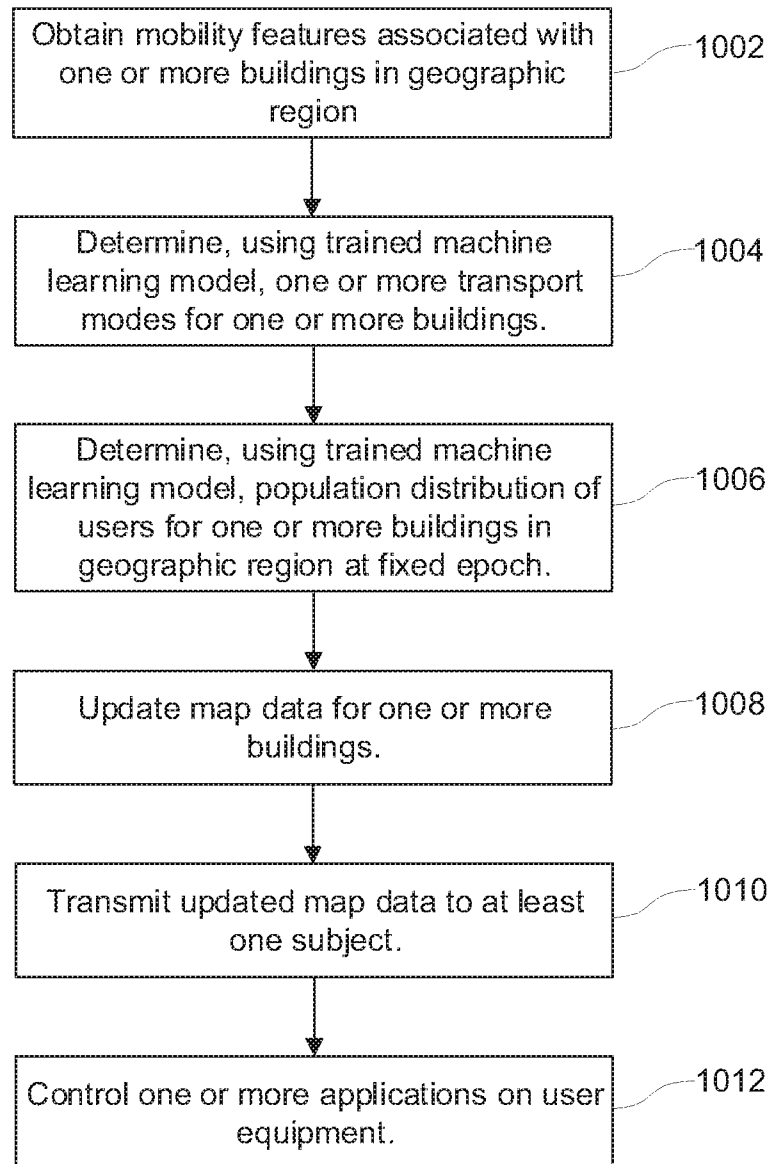 Obtain mobility features associated with
one or more buildings in geographic
region
1002
Determine, using trained machine
learning model, one or more transport
modes for one or more buildings.
1004
Determine, using trained machine
learning model, population distribution of
users for one or more buildings in
geographic region at fixed epoch.
1006
Update map data for one or more
buildings.
1008
Transmit updated map data to at least
one subject.
1010
Control one or more applications on user
equipment.
1012